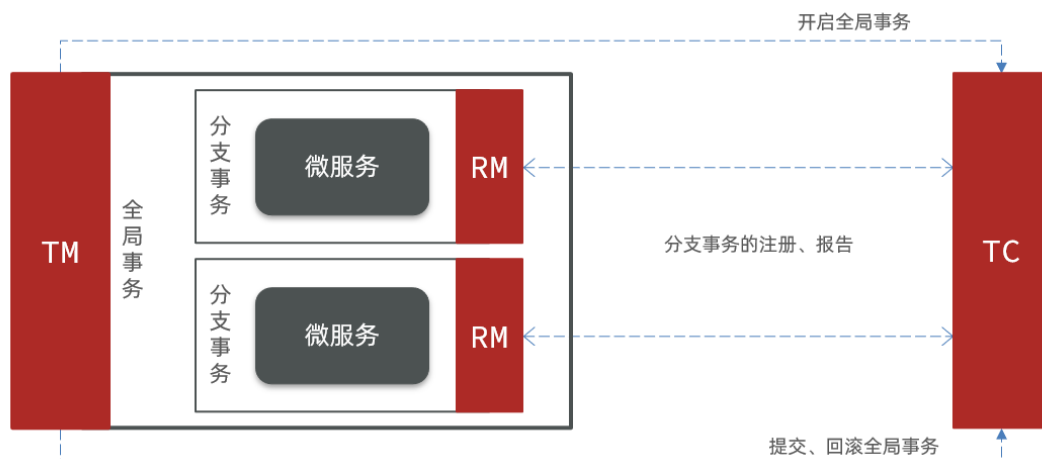 开启全局事务
分支事务
微服务
RM
全局事务
TM
分支事务的注册、报告
TC
分支事务
微服务
RM
提交、回滚全局事务